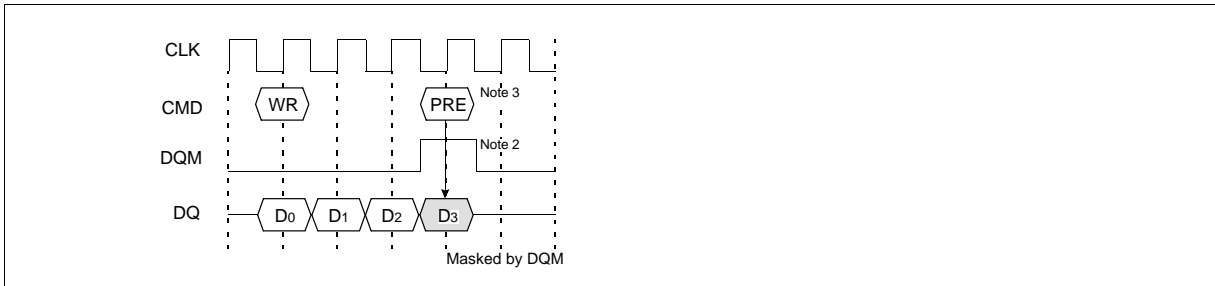 CLK
CMD
WR
PRE
Note 3
DQM
Note 2
DQ
D0
D1
D2
D3
Masked by DQM